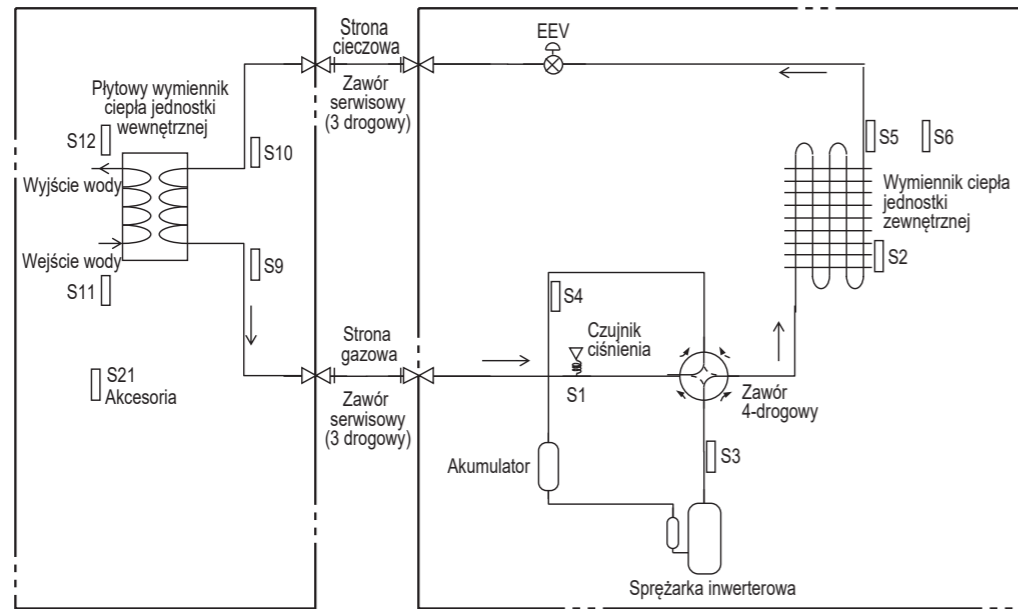 Strona
cieczowa
EEV
Płytowy wymiennik
ciepła jednostki
wewnętrznej
Zawór
serwisowy
(3 drogowy)
S12
S10
S5
S6
Wyjście wody
Wymiennik ciepła
jednostki
zewnętrznej
Wejście wody
S9
S2
S11
S4
Strona
gazowa
Czujnik
ciśnienia
S21
Akcesoria
S1
Zawór
serwisowy
(3 drogowy)
Zawór
4-drogowy
Akumulator
S3
Sprężarka inwerterowa